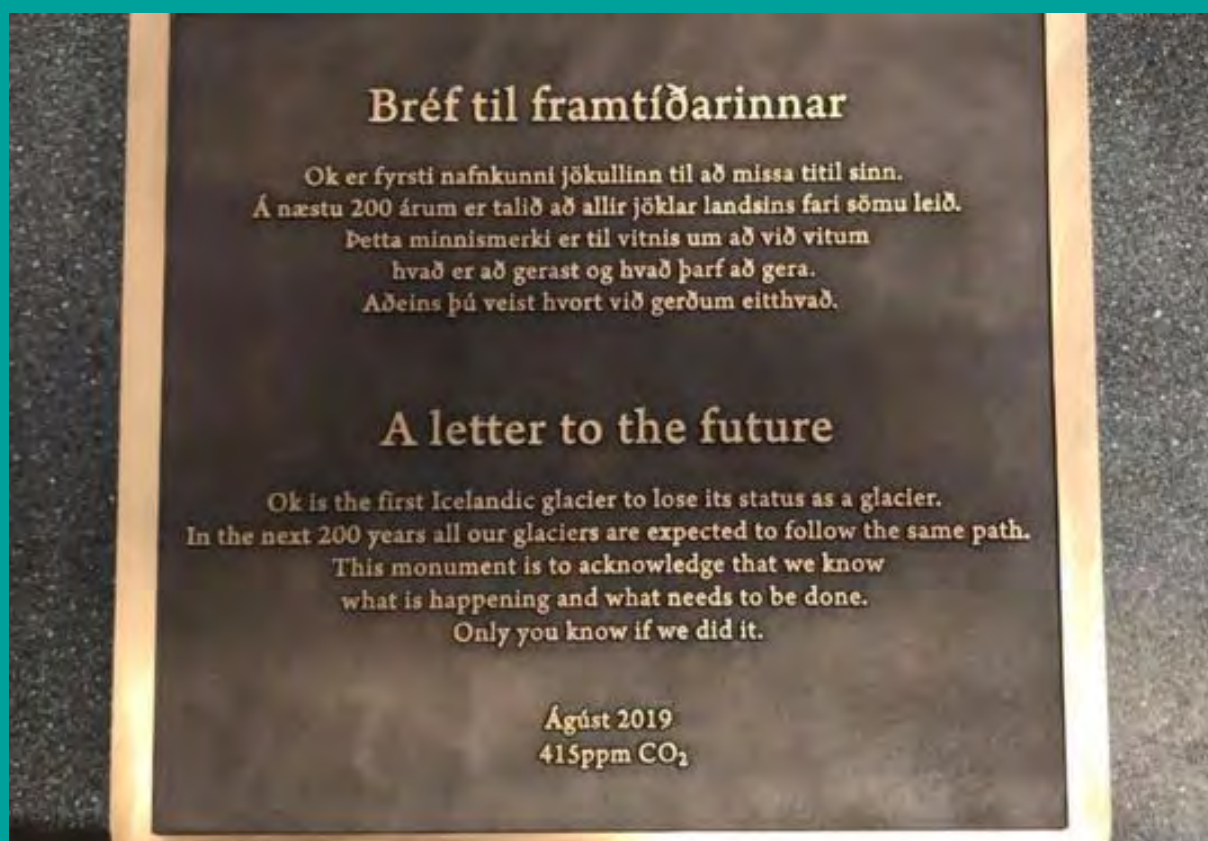 Bréf til framtíðarinnar
Ok er fyrsti nafnkunni jökullinn til að missa titil sinn.
Á næstu 200 árum er talið að allir jöklar landsins fari sömu leið.
Þetta minnismerki er til vitnis um að við vitum
hvað er að gerast og hvað þarf að gera.
Aðeins þú veist hvort við gerðum eitthvað.
A letter to the future
Ok is the first Icelandic glacier to lose its status as a glacier.
In the next 200 years all our glaciers are expected to follow the same path.
This monument is to acknowledge that we know
what is happening and what needs to be done.
Only you know if we did it.
Ágúst 2019
415ppm CO₂